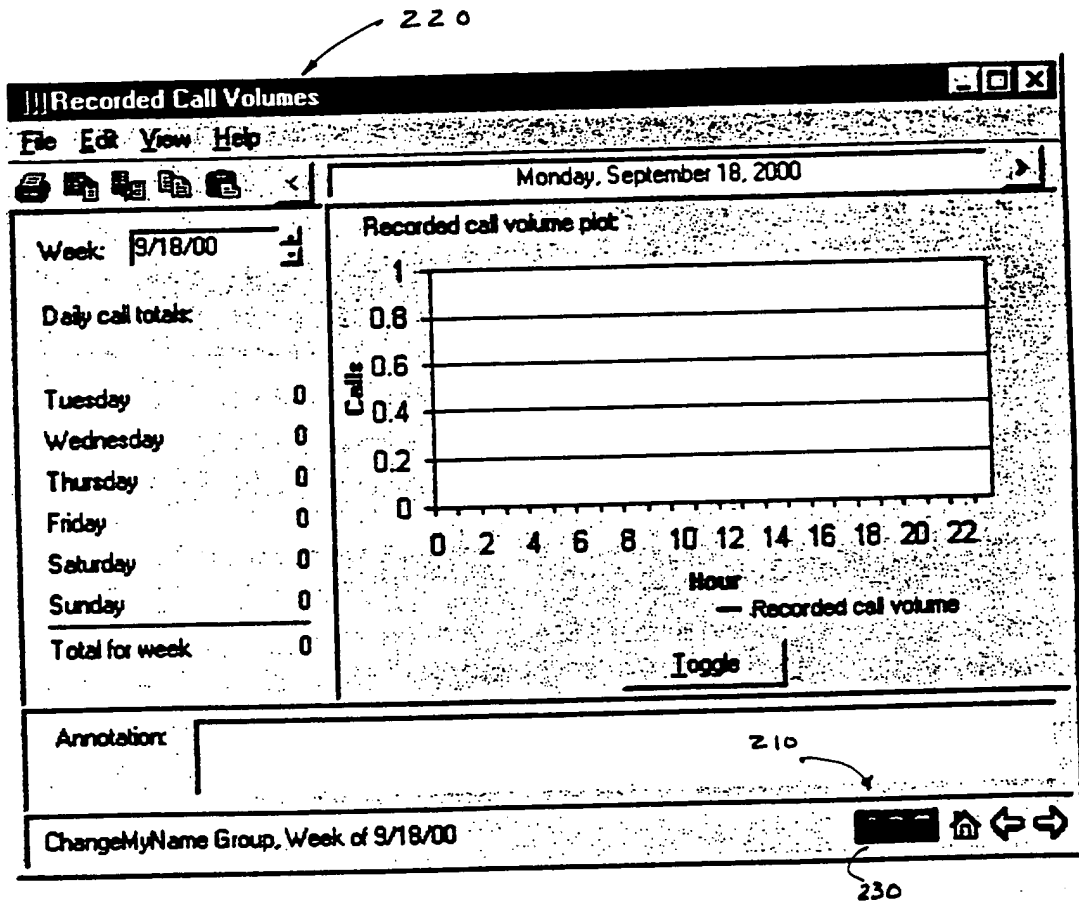 220
Recorded Call Volumes
File Edit View Help
< Monday, September 18, 2000 >
Week: 9/18/00
Recorded call volume plot:
Daily call totals:
Tuesday 0
Wednesday 0
Thursday 0
Friday 0
Saturday 0
Sunday 0
Total for week 0
Calls
1
0.8
0.6
0.4
0.2
0
0 2 4 6 8 10 12 14 16 18 20 22
Hour
Recorded call volume
Toggle
Annotation:
210
ChangeMyName Group, Week of 9/18/00
230